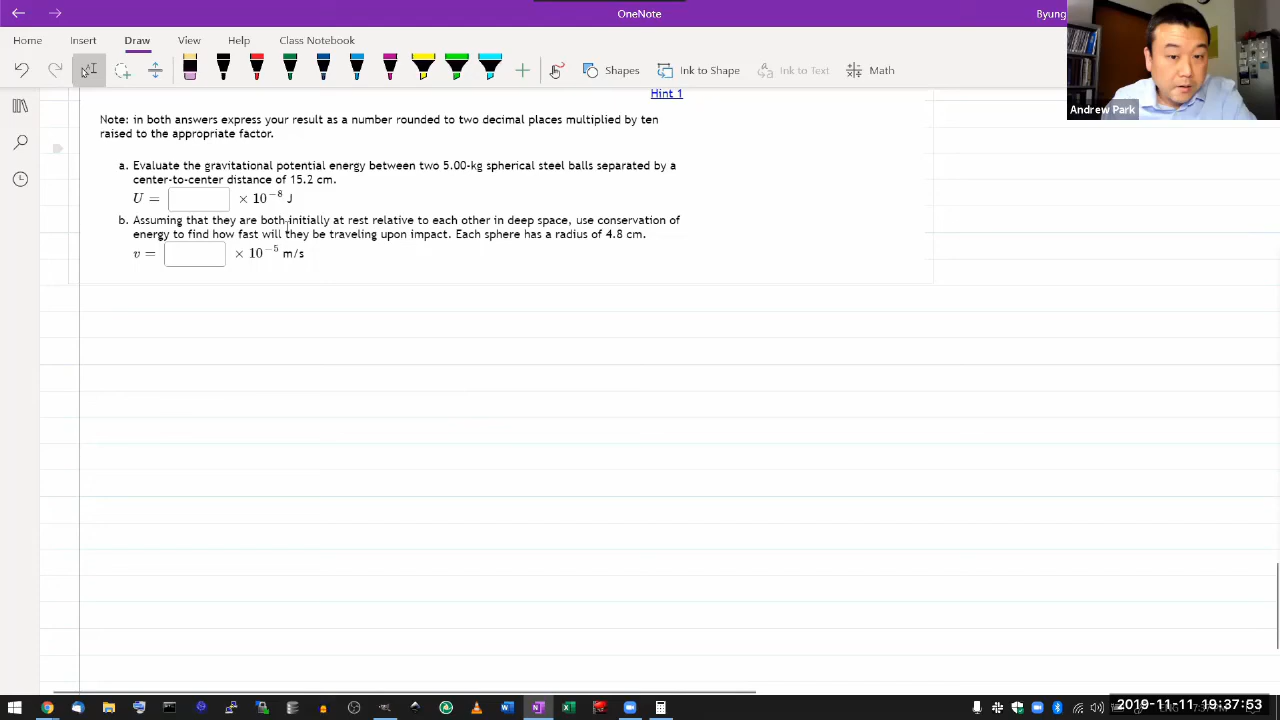 OneNote
Byung
Home Insert Draw View Help Class Notebook
Shapes Ink to Shape Ink to Text Math
Andrew Park
Hint 1
Note: in both answers express your result as a number rounded to two decimal places multiplied by ten
raised to the appropriate factor.
a. Evaluate the gravitational potential energy between two 5.00-kg spherical steel balls separated by a
center-to-center distance of 15.2 cm.
U = × 10⁻⁸ J
b. Assuming that they are both initially at rest relative to each other in deep space, use conservation of
energy to find how fast will they be traveling upon impact. Each sphere has a radius of 4.8 cm.
v = × 10⁻⁵ m/s
2019-11-11 19:37:53